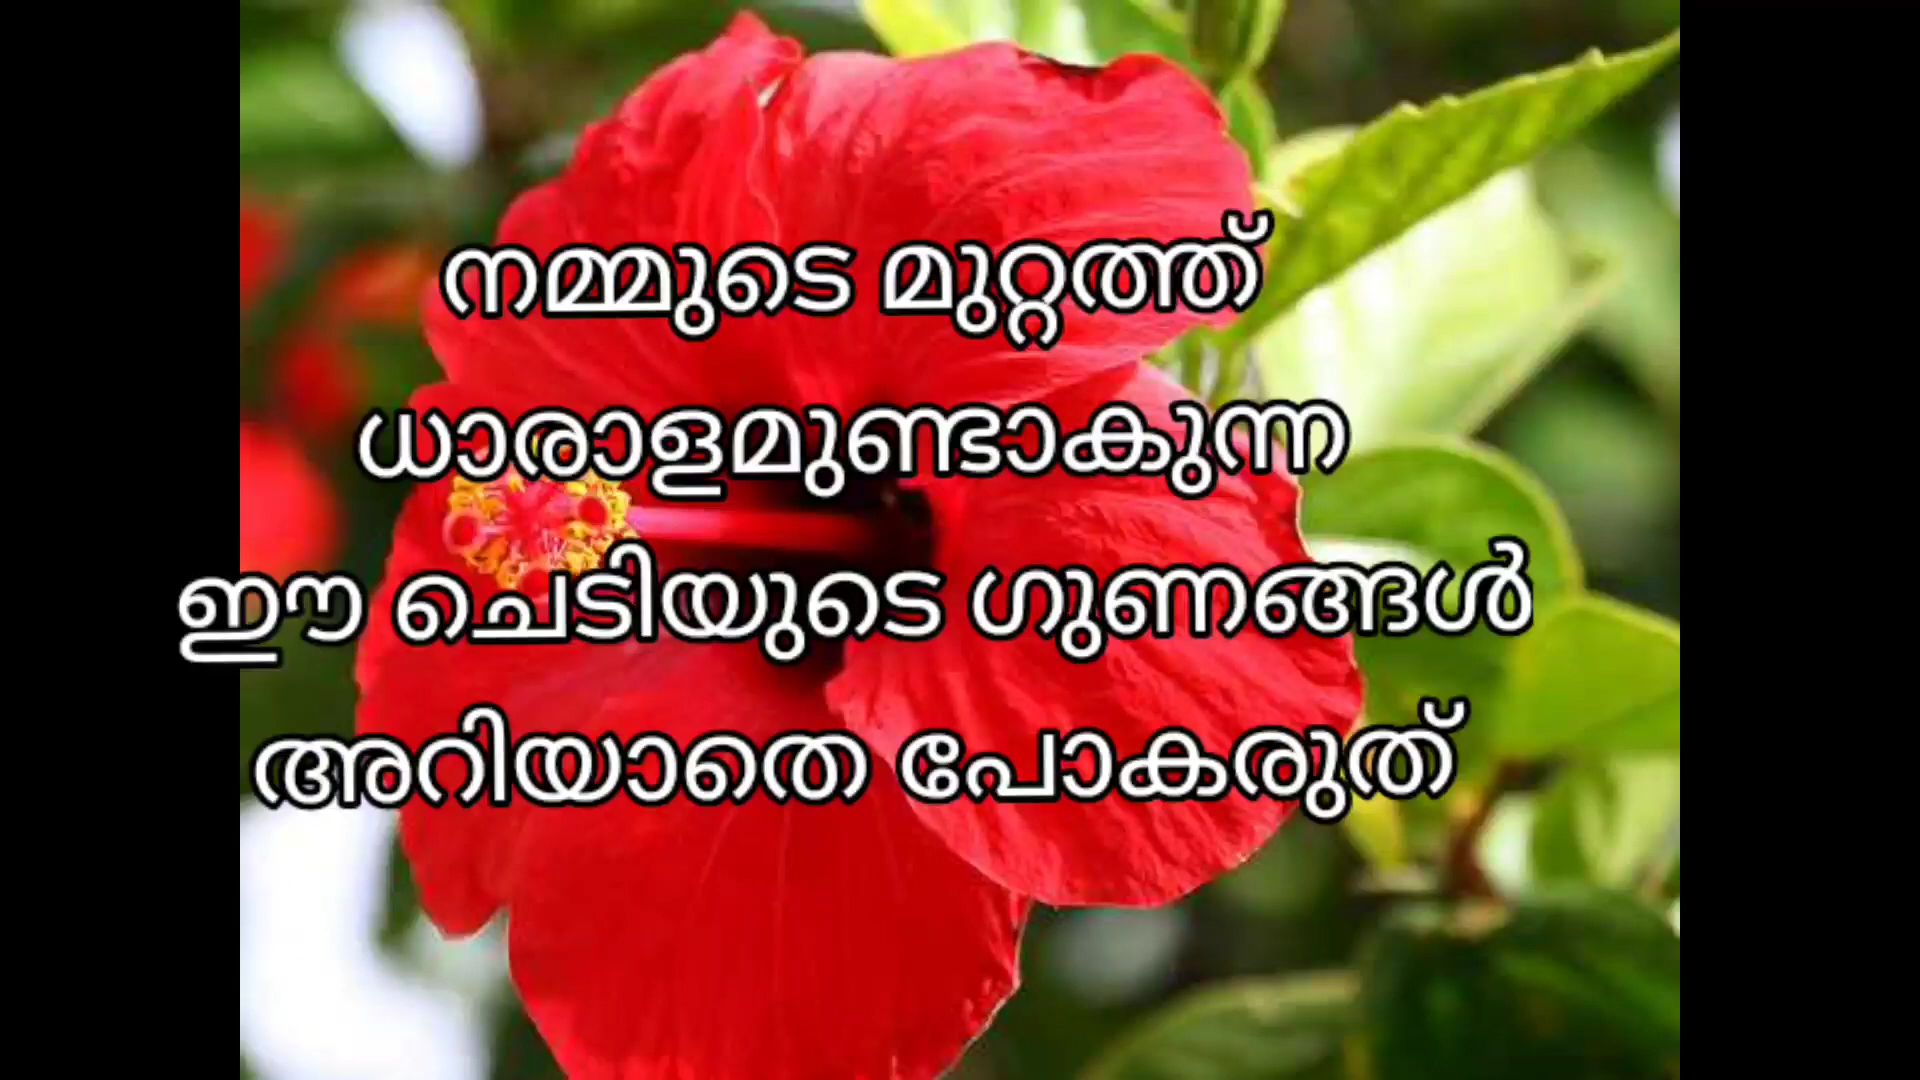 നമ്മുടെ മുറ്റത്ത്
ധാരാളമുണ്ടാകുന്ന
ഈ ചെടിയുടെ ഗുണങ്ങൾ
അറിയാതെ പോകരുത്